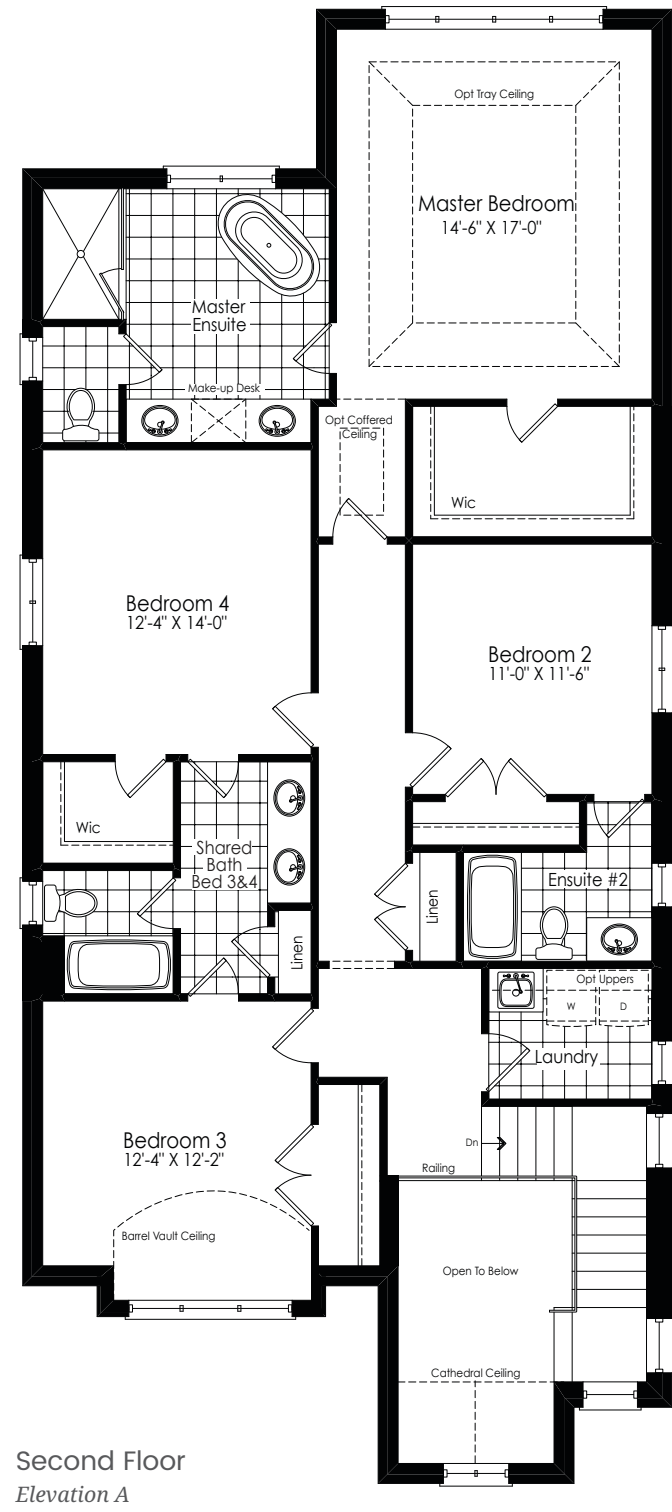 Opt Tray Ceiling
Master Bedroom
14'-6" X 17'-0"
Master
Ensuite
Make-up Desk
Opt Coffered
Ceiling
Wic
Bedroom 4
12'-4" X 14'-0"
Bedroom 2
11'-0" X 11'-6"
Wic
Shared
Bath
Bed 3&4
Linen
Ensuite #2
Linen
Opt Uppers
W
D
Laundry
Bedroom 3
12'-4" X 12'-2"
Dn
Railing
Barrel Vault Ceiling
Open To Below
Cathedral Ceiling
Second Floor
Elevation A